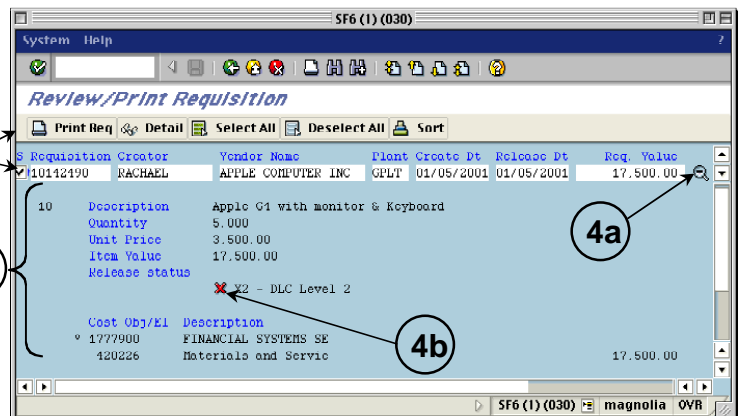 SF6 (1) (030)
System Help ?
Review/Print Requisition
Print Req Detail Select All Deselect All Sort
S Requisition Creator Vendor Name Plant Create Dt Release Dt Req. Value
10142490 RACHAEL APPLE COMPUTER INC GPLT 01/05/2001 01/05/2001 17,500.00
4a
10 Description Apple G4 with monitor & Keyboard
Quantity 5.000
Unit Price 3.500.00
Item Value 17.500.00
Release status
X2 - DLC Level 2
4b
Cost Obj/El Description
1777900 FINANCIAL SYSTEMS SE
420226 Materials and Servic 17.500.00
SF6 (1) (030) magnolia OVR